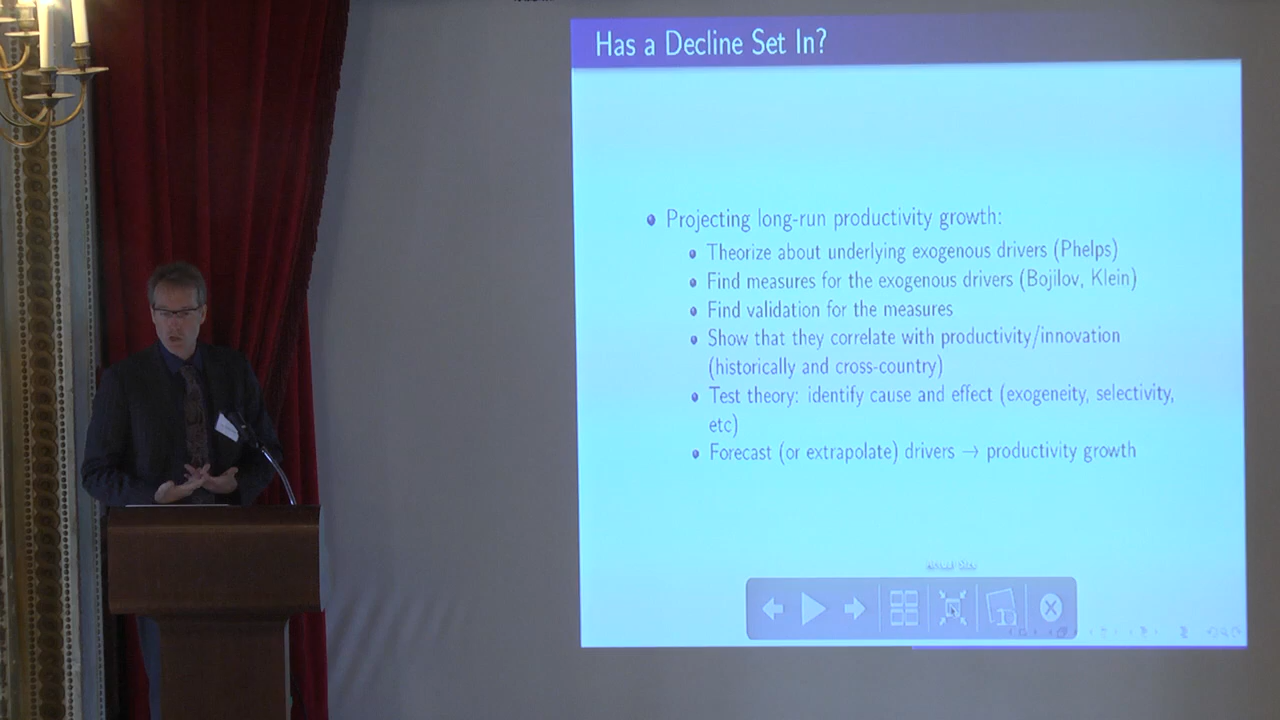 Has a Decline Set In?
• Projecting long-run productivity growth:
• Theorize about underlying exogenous drivers (Phelps)
• Find measures for the exogenous drivers (Bojilov, Klein)
• Find validation for the measures
• Show that they correlate with productivity/innovation
(historically and cross-country)
• Test theory: identify cause and effect (exogeneity, selectivity,
etc)
• Forecast (or extrapolate) drivers → productivity growth
Actual Size